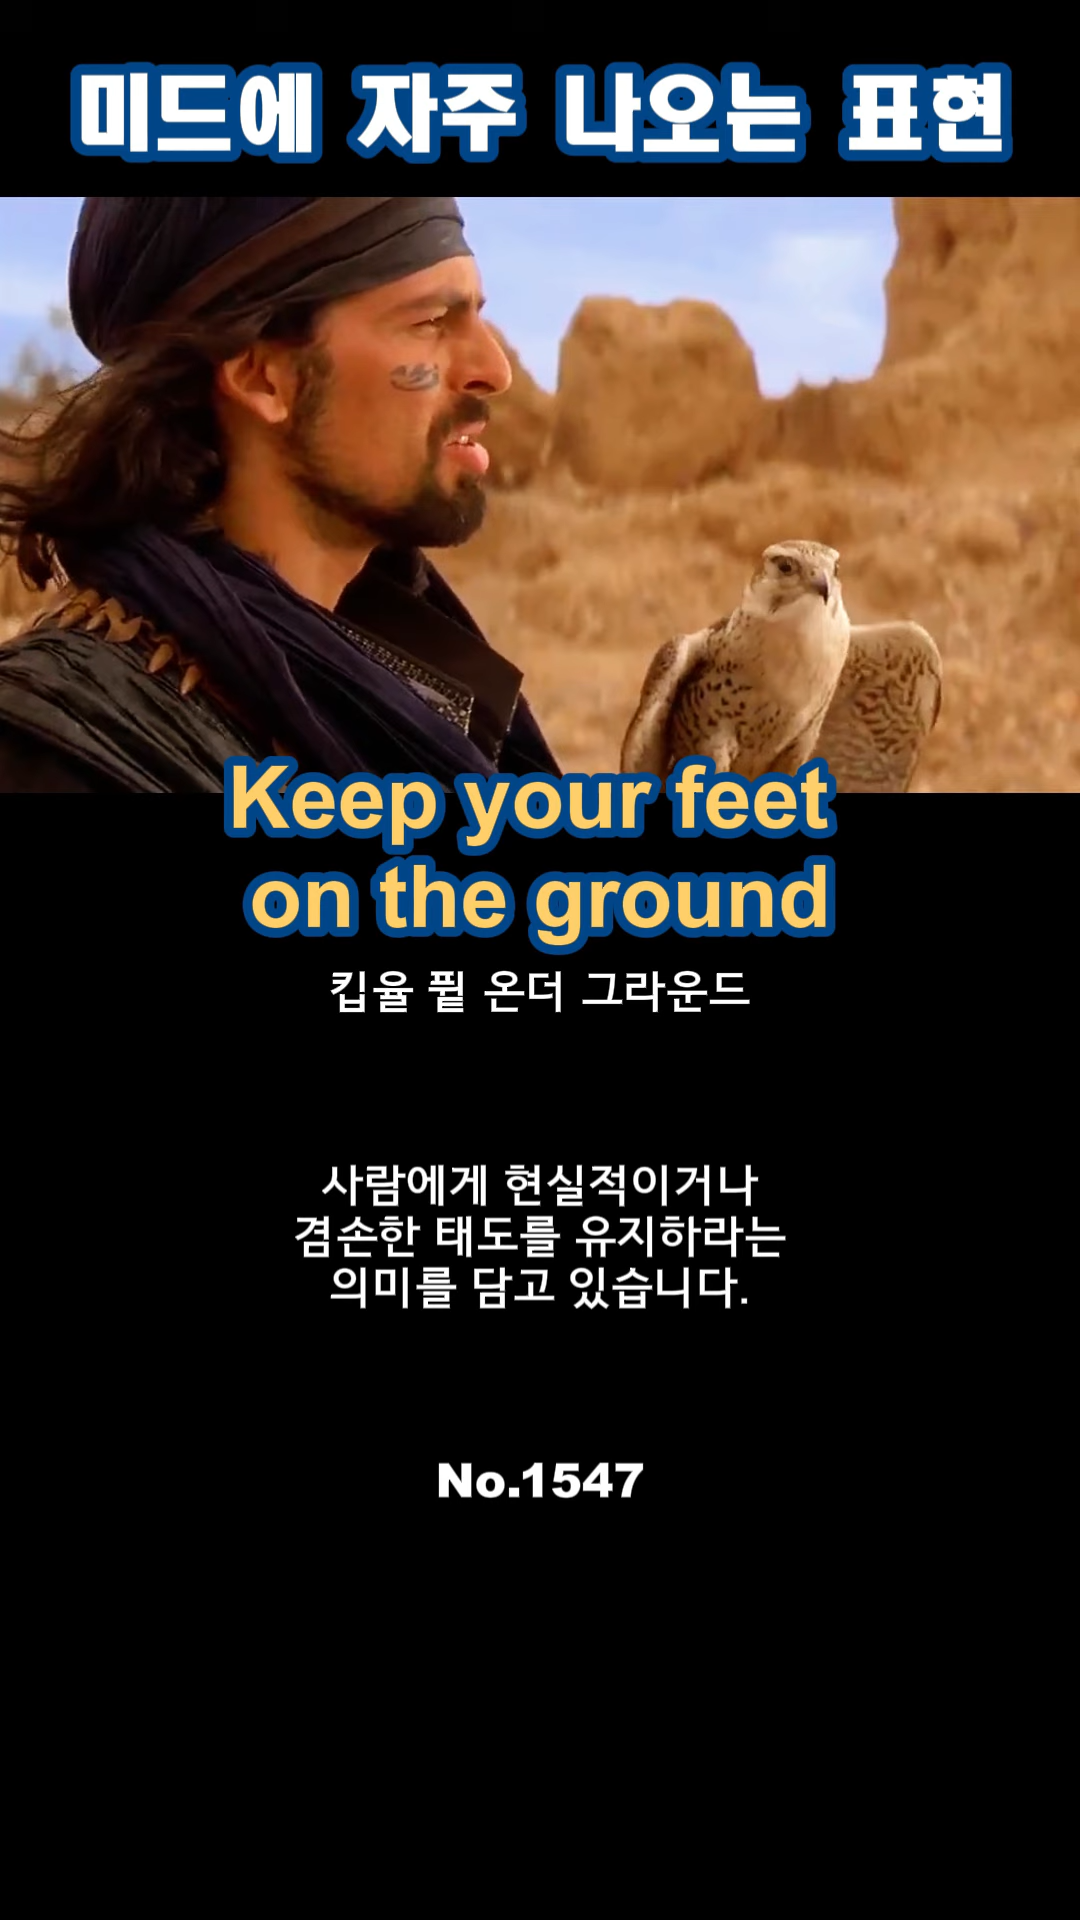 미드에 자주 나오는 표현
Keep your feet
on the ground
킵율 퓥 온더 그라운드
사람에게 현실적이거나
겸손한 태도를 유지하라는
의미를 담고 있습니다.
No.1547